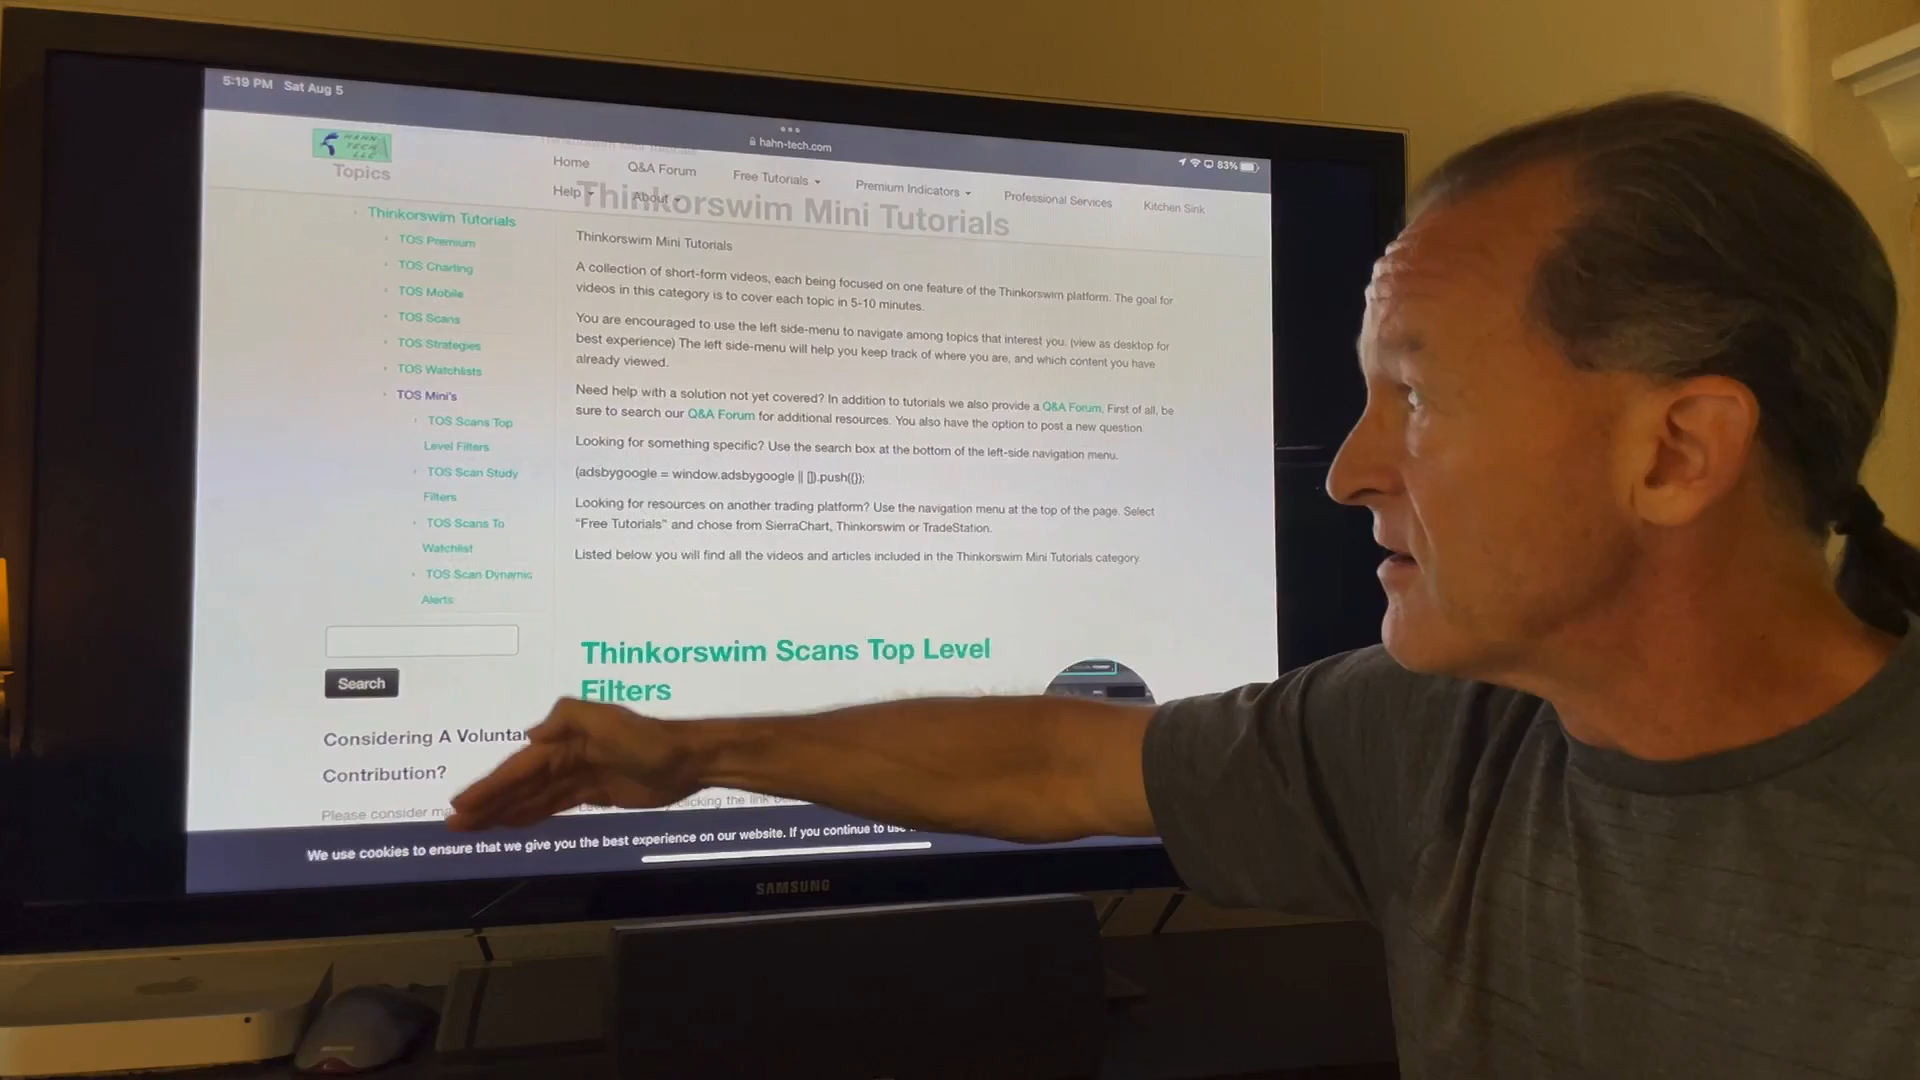 5:19 PM Sat Aug 5
hahn-tech.com
83%
HAHN-
TECH
LLC
Topics
Home Q&A Forum Free Tutorials Premium Indicators Professional Services Kitchen Sink
Help About
Thinkorswim Mini Tutorials
Thinkorswim Tutorials
TOS Premium
TOS Charting
TOS Mobile
TOS Scans
TOS Strategies
TOS Watchlists
TOS Mini's
TOS Scans Top
Level Filters
TOS Scan Study
Filters
TOS Scans To
Watchlist
TOS Scan Dynamic
Alerts
Search
Considering A Voluntar
Contribution?
Please consider ma
Thinkorswim Mini Tutorials
A collection of short-form videos, each being focused on one feature of the Thinkorswim platform. The goal for
videos in this category is to cover each topic in 5-10 minutes.
You are encouraged to use the left side-menu to navigate among topics that interest you. (view as desktop for
best experience) The left side-menu will help you keep track of where you are, and which content you have
already viewed.
Need help with a solution not yet covered? In addition to tutorials we also provide a Q&A Forum. First of all, be
sure to search our Q&A Forum for additional resources. You also have the option to post a new question.
Looking for something specific? Use the search box at the bottom of the left-side navigation menu.
(adsbygoogle = window.adsbygoogle || []).push({});
Looking for resources on another trading platform? Use the navigation menu at the top of the page. Select
"Free Tutorials" and chose from SierraChart, Thinkorswim or TradeStation.
Listed below you will find all the videos and articles included in the Thinkorswim Mini Tutorials category.
Thinkorswim Scans Top Level
Filters
clicking the link
We use cookies to ensure that we give you the best experience on our website. If you continue to use
SAMSUNG